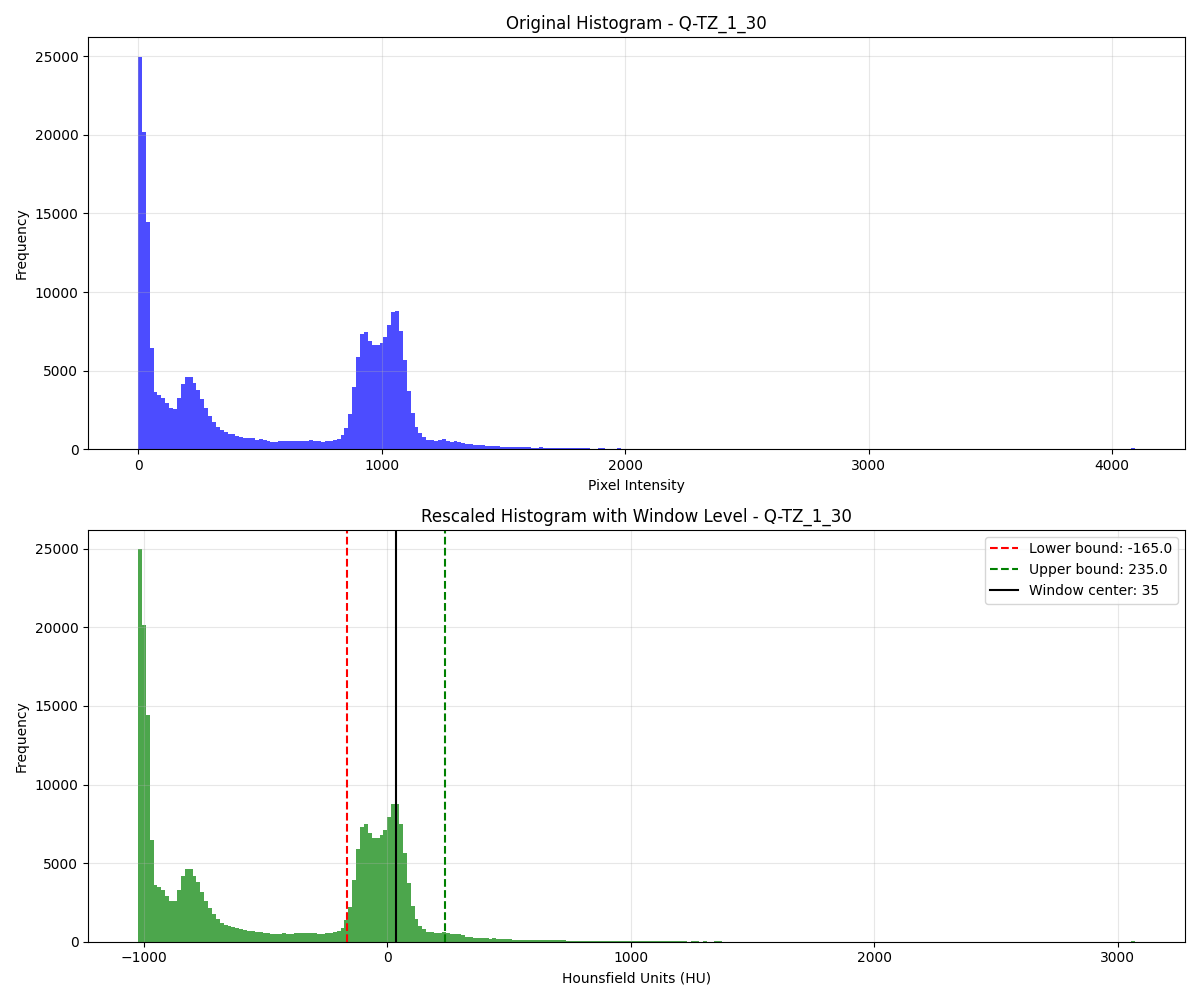 Original Histogram - Q-TZ_1_30
Frequency
25000
20000
15000
10000
5000
0
0 1000 2000 3000 4000
Pixel Intensity
Rescaled Histogram with Window Level - Q-TZ_1_30
Frequency
25000
20000
15000
10000
5000
0
Lower bound: -165.0
Upper bound: 235.0
Window center: 35
−1000 0 1000 2000 3000
Hounsfield Units (HU)